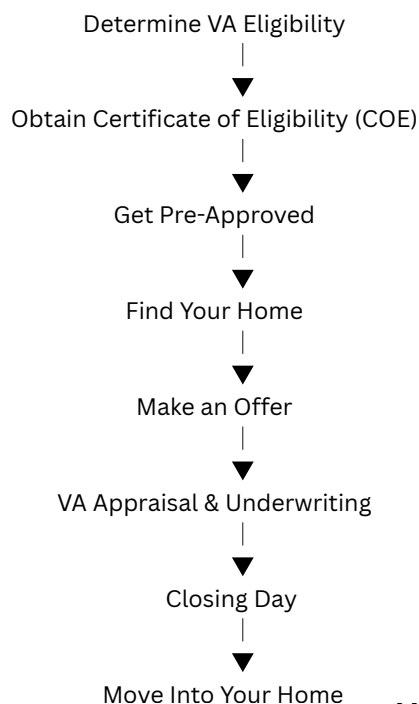 Determine VA Eligibility
Obtain Certificate of Eligibility (COE)
Get Pre-Approved
Find Your Home
Make an Offer
VA Appraisal & Underwriting
Closing Day
Move Into Your Home